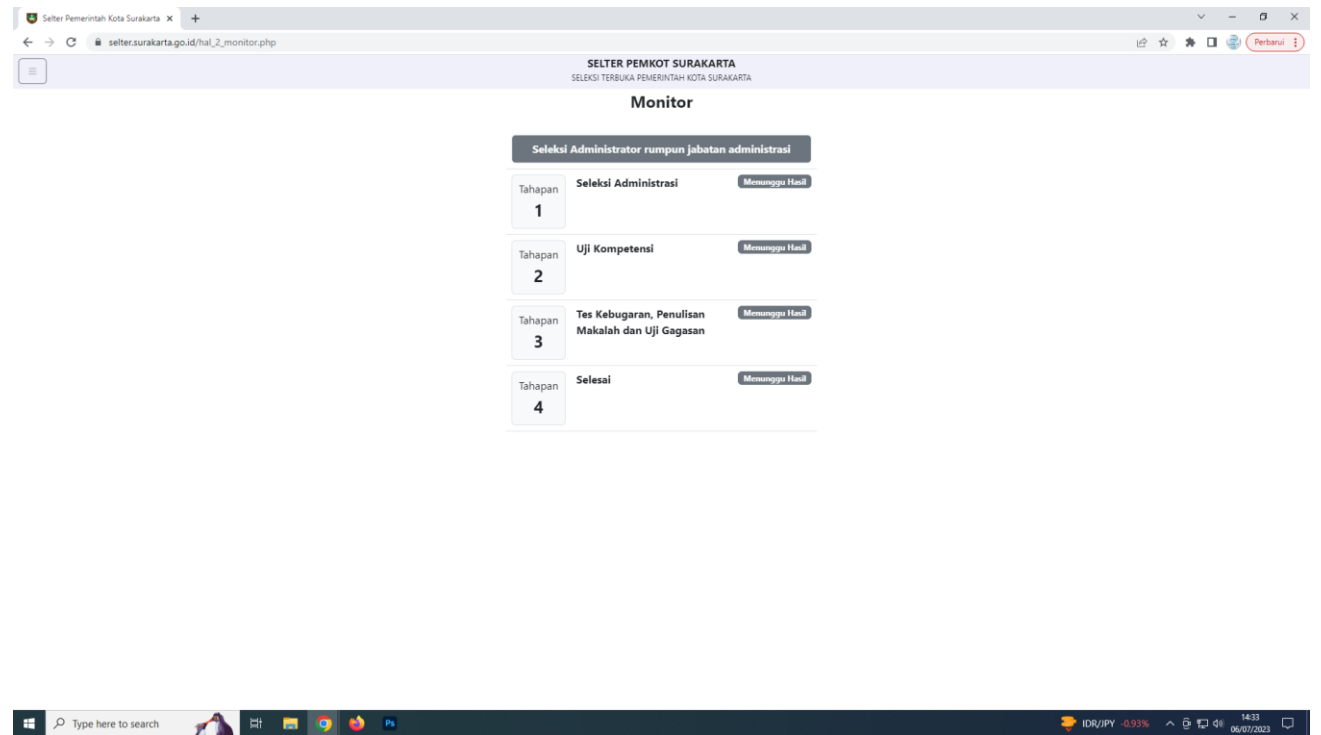 Selter Pemerintah Kota Surakarta
selter.surakarta.go.id/hal_2_monitor.php
Perbarui
SELTER PEMKOT SURAKARTA
SELEKSI TERBUKA PEMERINTAH KOTA SURAKARTA
Monitor
Seleksi Administrator rumpun jabatan administrasi
Tahapan
1
Seleksi Administrasi
Menunggu Hasil
Tahapan
2
Uji Kompetensi
Menunggu Hasil
Tahapan
3
Tes Kebugaran, Penulisan
Makalah dan Uji Gagasan
Menunggu Hasil
Tahapan
4
Selesai
Menunggu Hasil
Type here to search
Ps
IDR/JPY -0.93%
14:33
06/07/2023